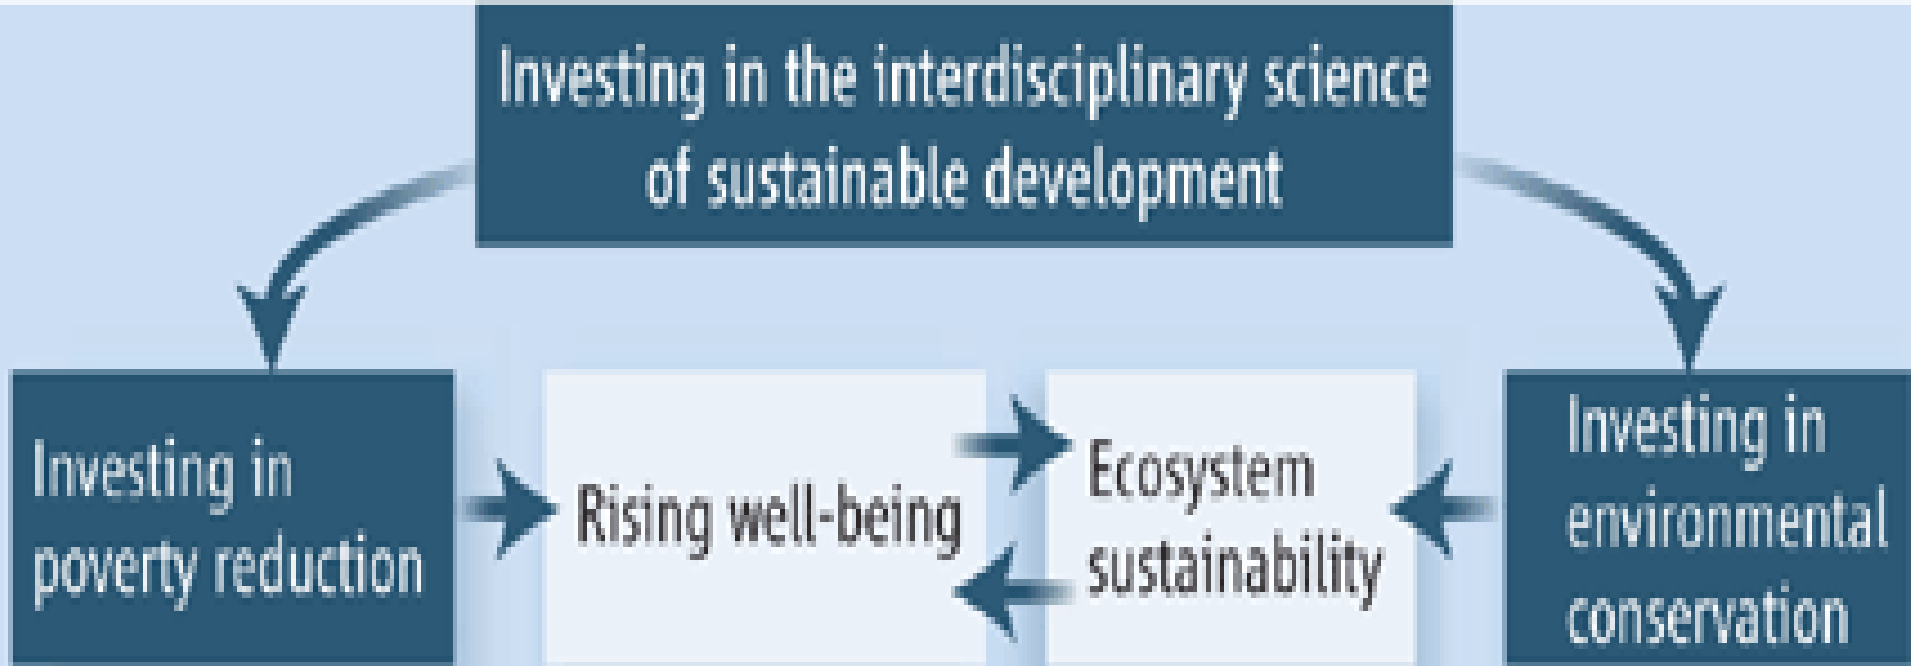 Investing in the interdisciplinary science
of sustainable development
Investing in
poverty reduction
Rising well-being
Ecosystem
sustainability
Investing in
environmental
conservation